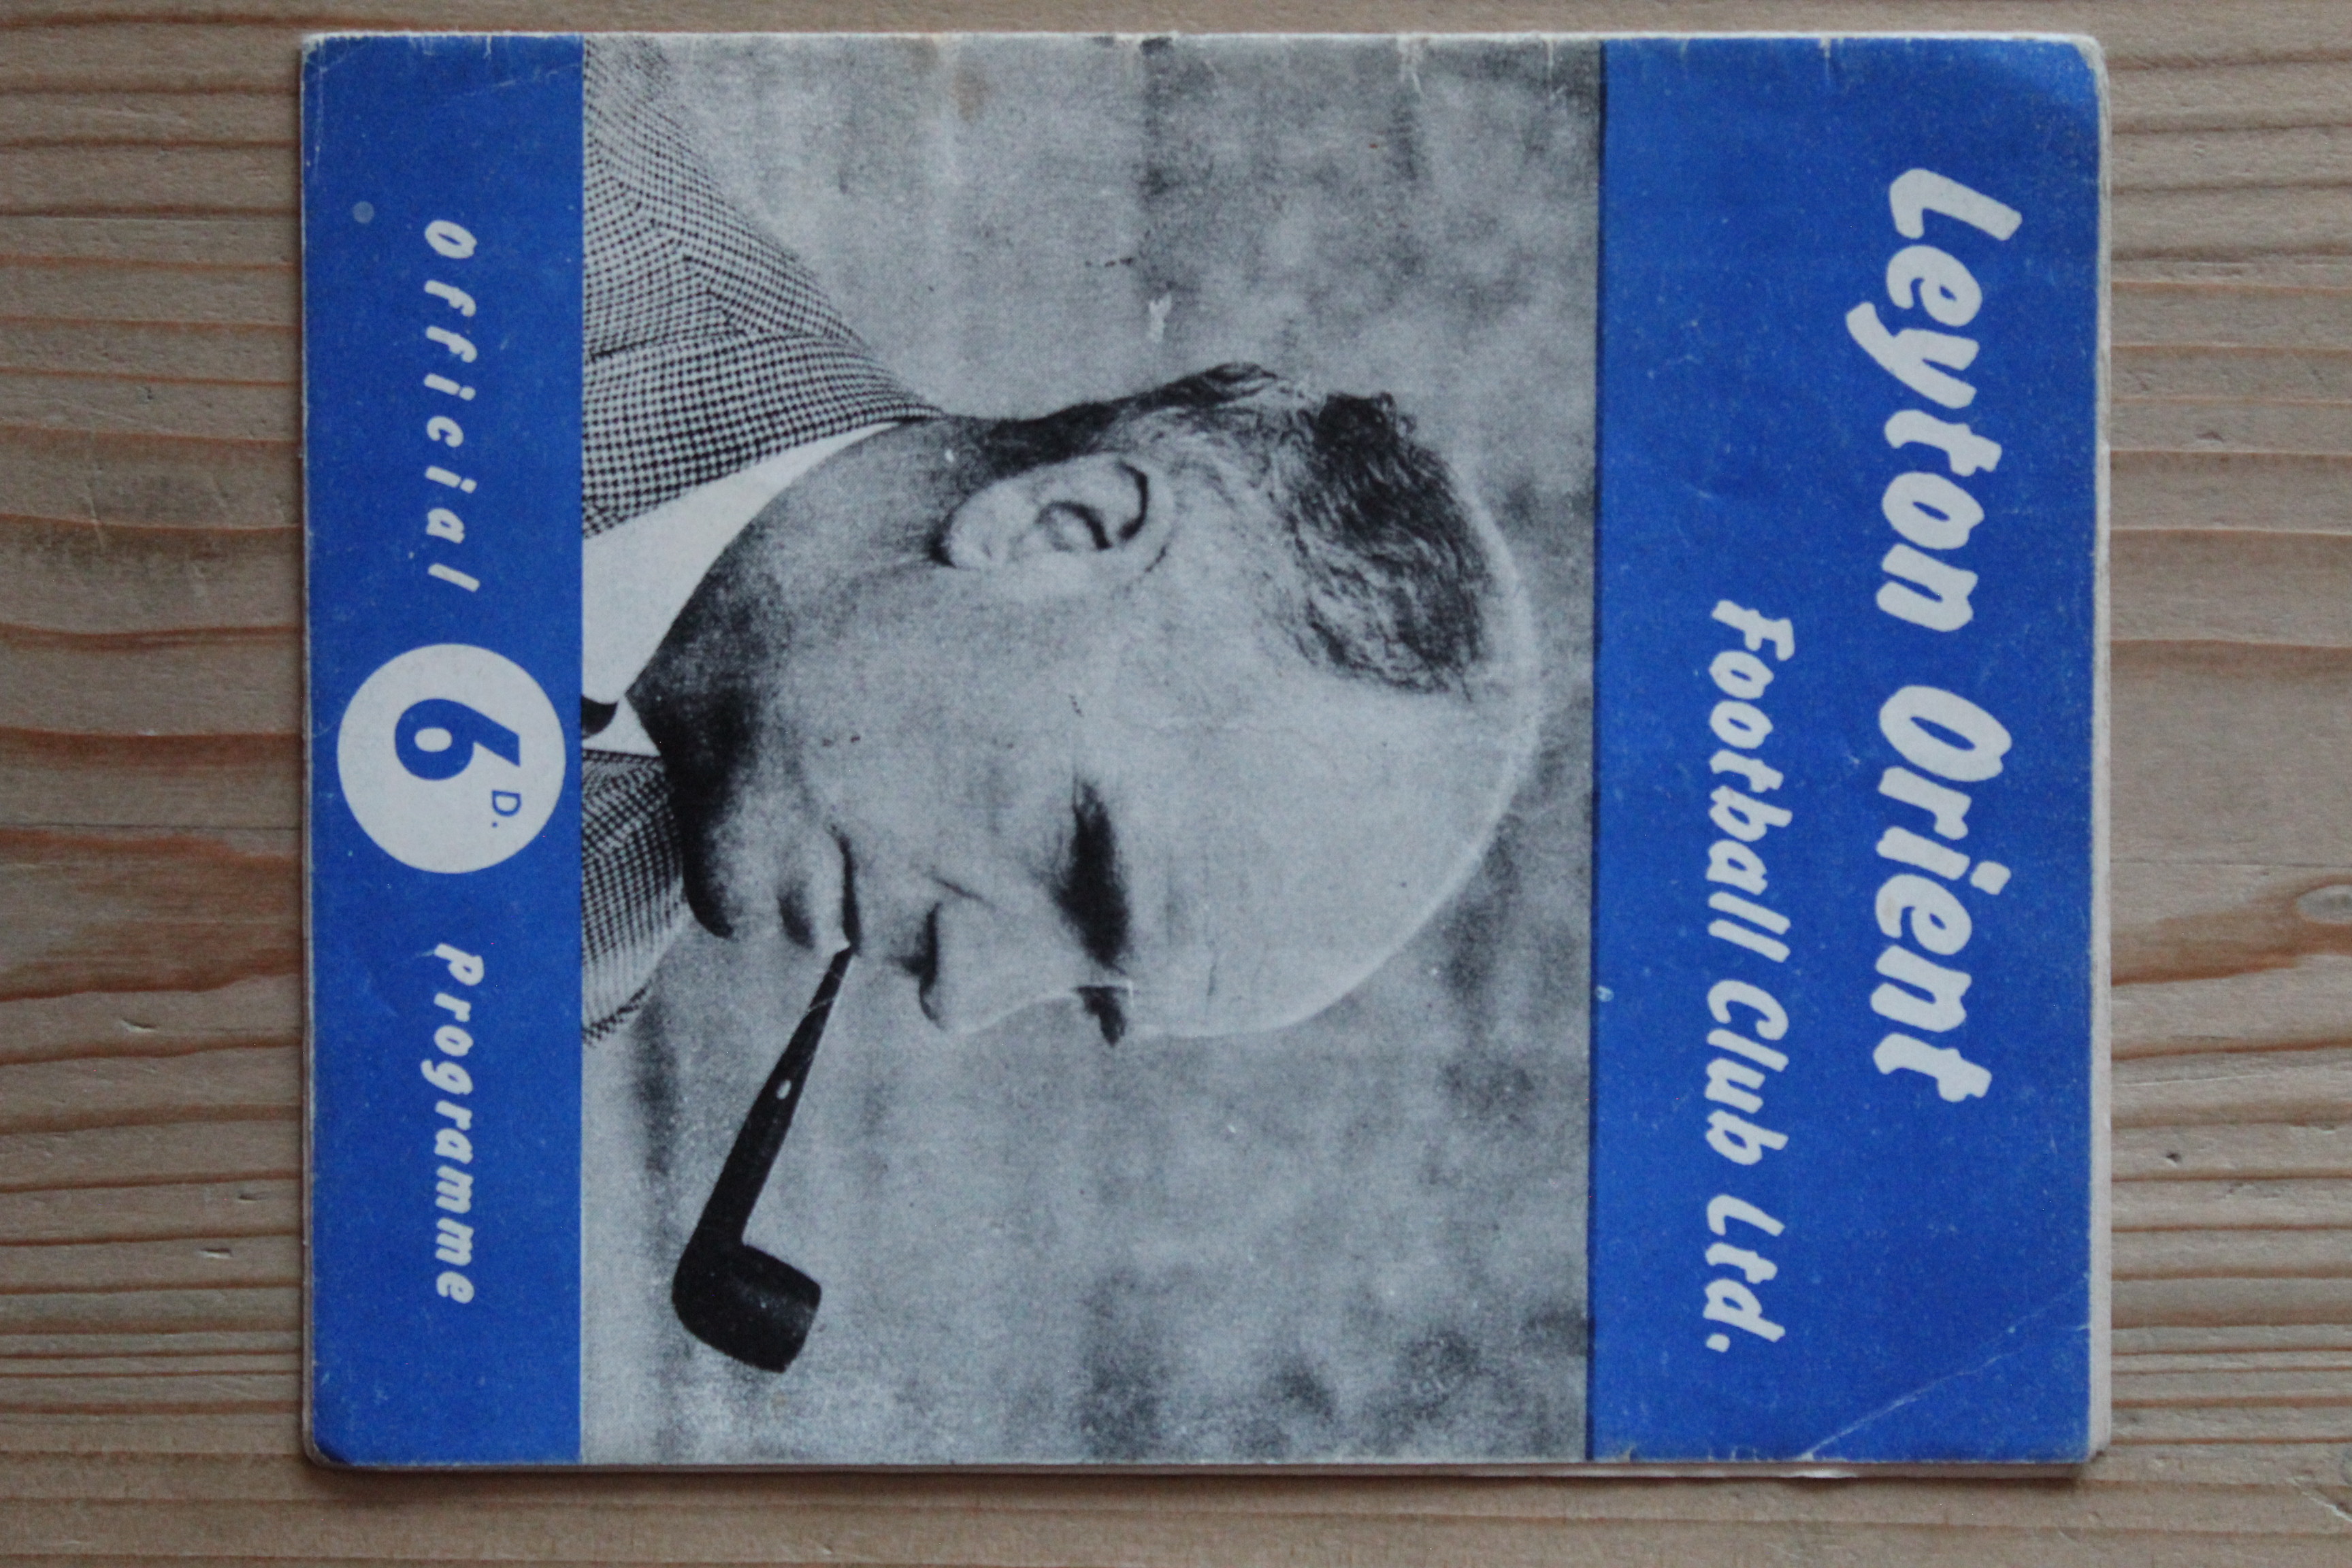 Leyton Orient
Football Club Ltd.
Official 6D. Programme